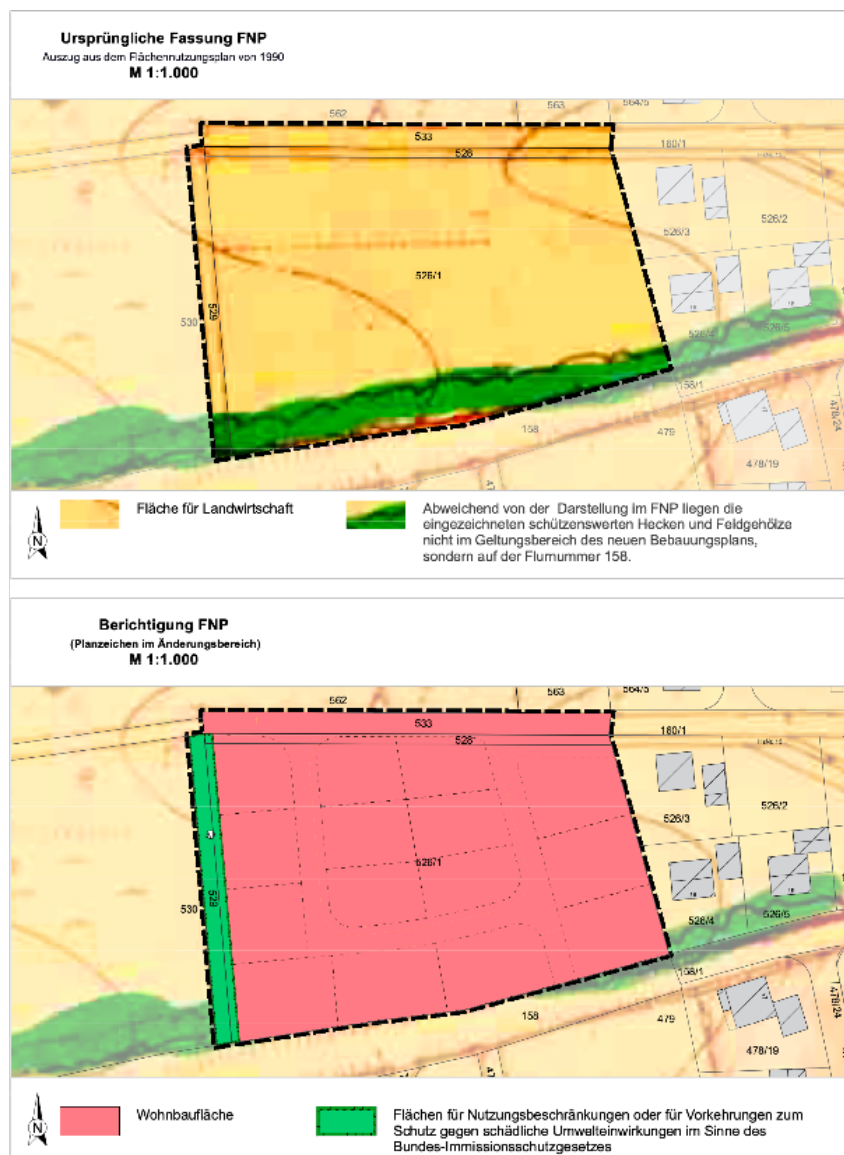 Ursprüngliche Fassung FNP
Auszug aus dem Flächennutzungsplan von 1990
M 1:1.000
562
563
564/5
533
528
180/1
526/3
526/2
526/1
530
529
18
18
526/4
526/5
158/1
158
479
478/24
478/19
N
Fläche für Landwirtschaft
Abweichend von der Darstellung im FNP liegen die
eingezeichneten schützenswerten Hecken und Feldgehölze
nicht im Geltungsbereich des neuen Bebauungsplans,
sondern auf der Flurnummer 158.
Berichtigung FNP
(Planzeichen im Änderungsbereich)
M 1:1.000
562
563
564/5
533
528
180/1
526/3
526/2
526/1
530
529
18
18
526/4
526/5
158/1
158
479
478/24
478/19
N
Wohnbaufläche
Flächen für Nutzungsbeschränkungen oder für Vorkehrungen zum
Schutz gegen schädliche Umwelteinwirkungen im Sinne des
Bundes-Immissionsschutzgesetzes